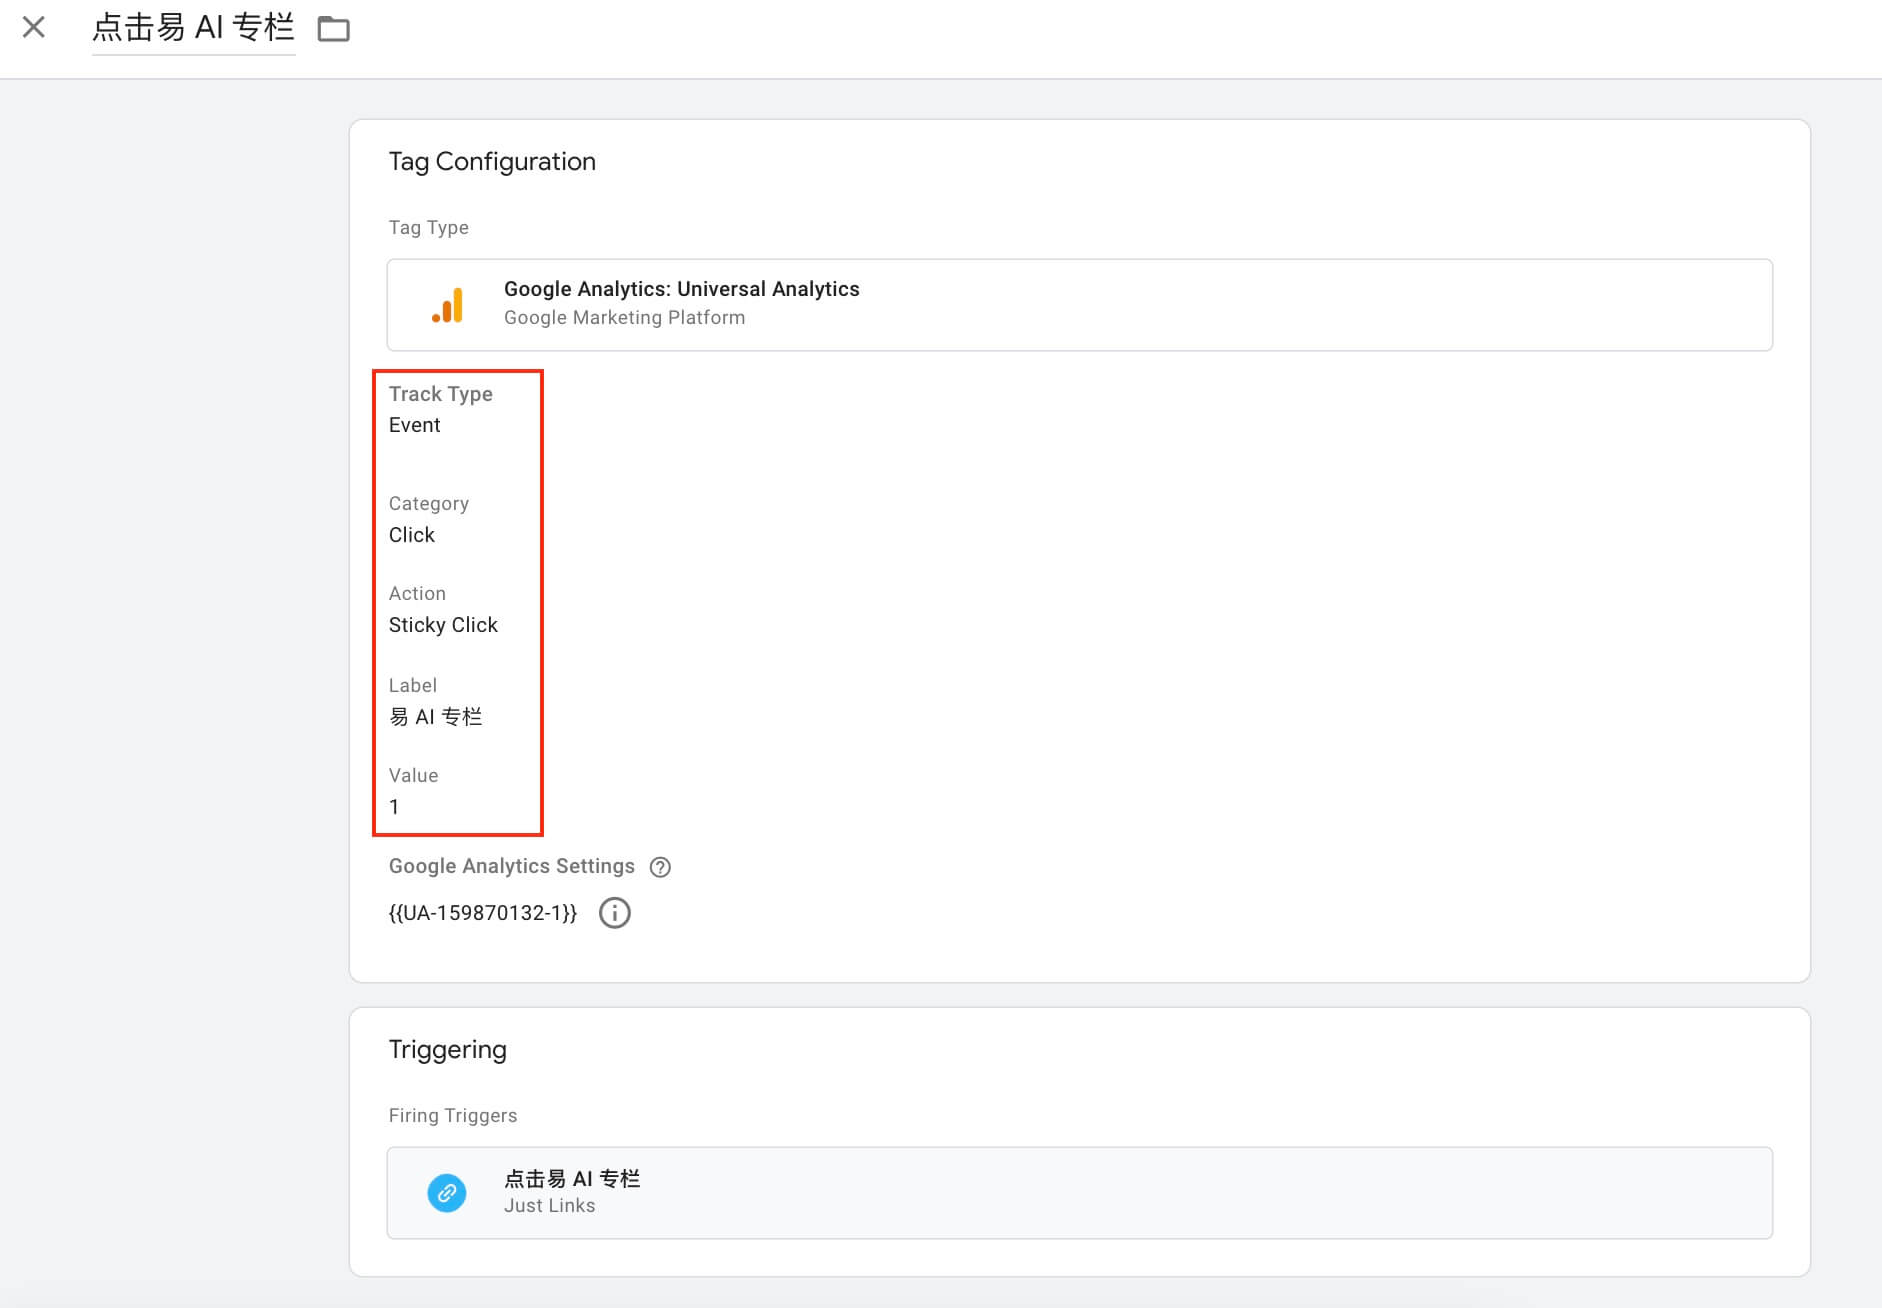 点击易 AI 专栏
Tag Configuration
Tag Type
Google Analytics: Universal Analytics
Google Marketing Platform
Track Type
Event
Category
Click
Action
Sticky Click
Label
易 AI 专栏
Value
1
Google Analytics Settings
{{UA-159870132-1}}
Triggering
Firing Triggers
点击易 AI 专栏
Just Links